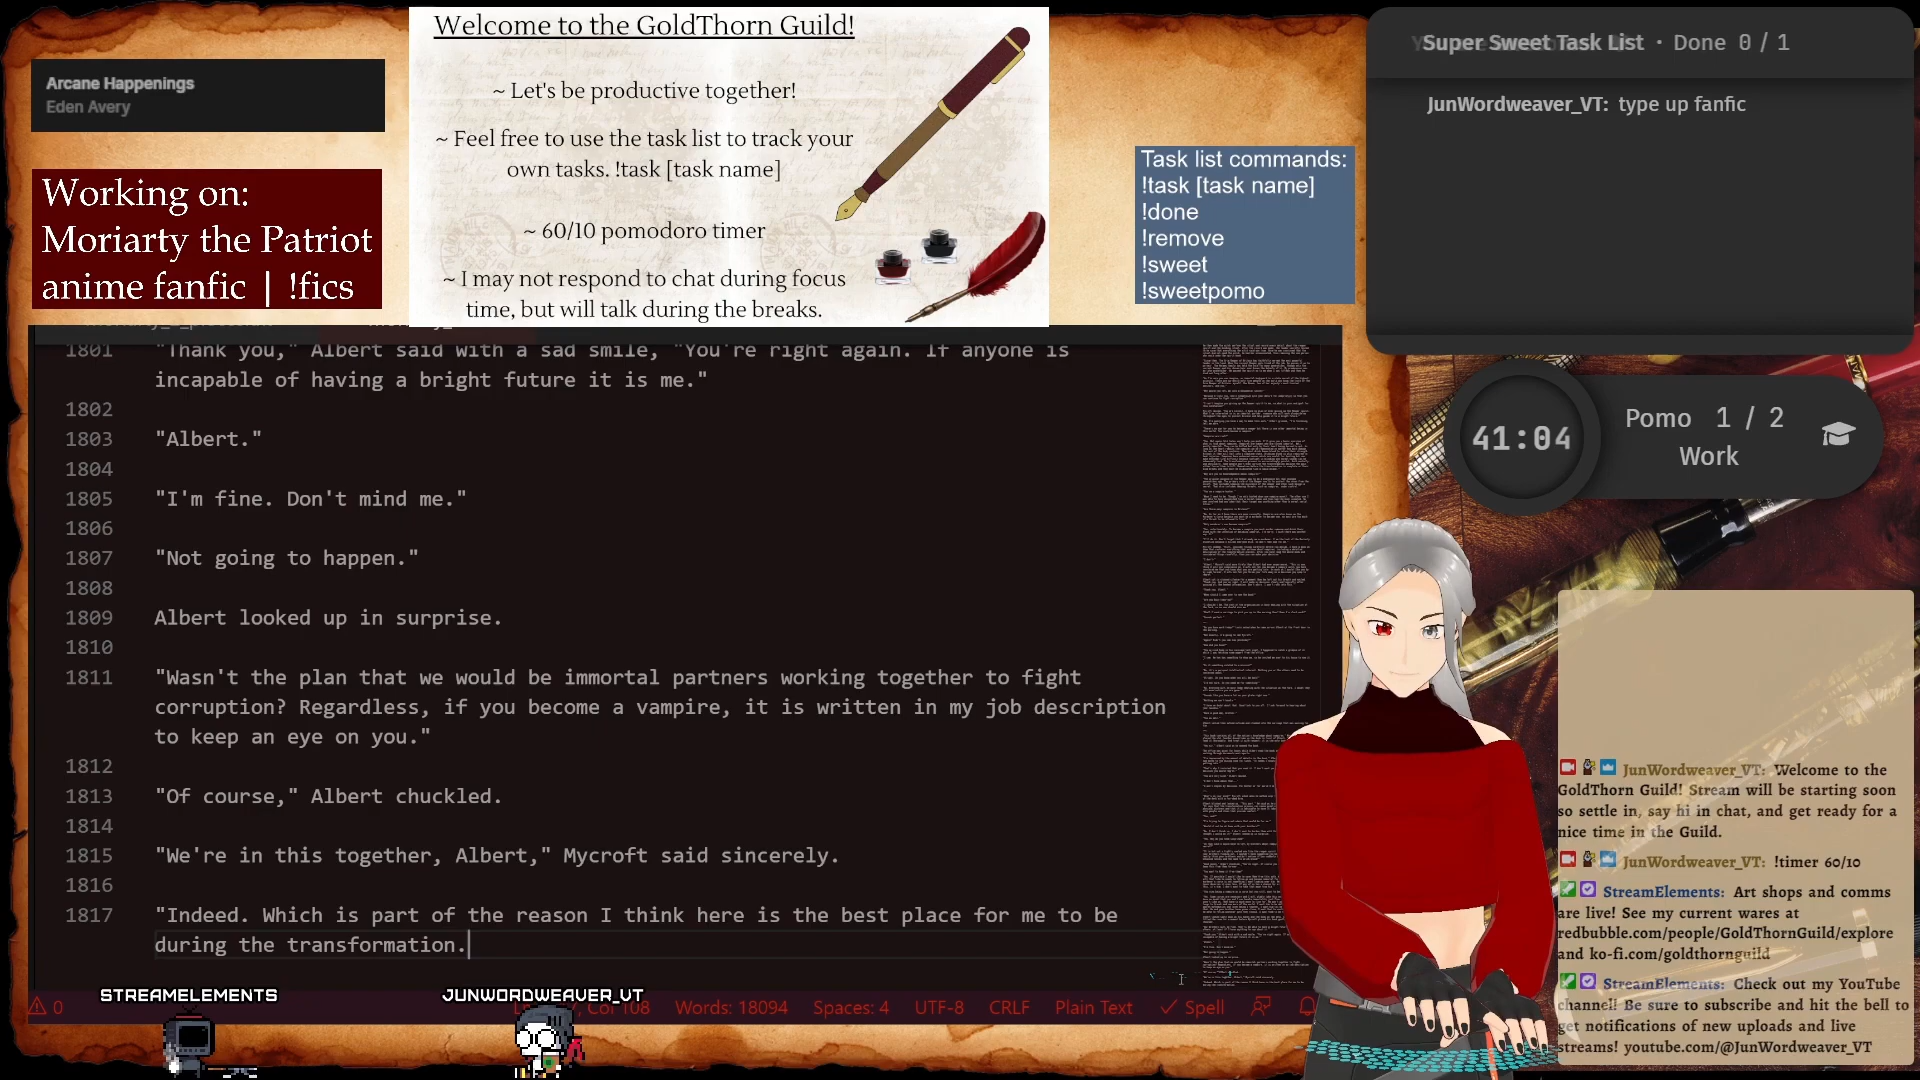 Arcane Happenings
Eden Avery
Working on:
Moriarty the Patriot
anime fanfic | !fics
Welcome to the GoldThorn Guild!
~ Let's be productive together!
~ Feel free to use the task list to track your
own tasks. !task [task name]
~ 60/10 pomodoro timer
~ I may not respond to chat during focus
time, but will talk during the breaks.
Task list commands:
!task [task name]
!done
!remove
!sweet
!sweetpomo
Super Sweet Task List · Done 0 / 1
JunWordweaver_VT: type up fanfic
41:04
Pomo 1 / 2
Work
1801 "Thank you," Albert said with a sad smile, "You're right again. If anyone is
incapable of having a bright future it is me."
1802
1803 "Albert."
1804
1805 "I'm fine. Don't mind me."
1806
1807 "Not going to happen."
1808
1809 Albert looked up in surprise.
1810
1811 "Wasn't the plan that we would be immortal partners working together to fight
corruption? Regardless, if you become a vampire, it is written in my job description
to keep an eye on you."
1812
1813 "Of course," Albert chuckled.
1814
1815 "We're in this together, Albert," Mycroft said sincerely.
1816
1817 "Indeed. Which is part of the reason I think here is the best place for me to be
during the transformation.
0 Col 108 Words: 18094 Spaces: 4 UTF-8 CRLF Plain Text Spell
STREAMELEMENTS
JUNWORDWEAVER_VT
JunWordweaver_VT: Welcome to the
GoldThorn Guild! Stream will be starting soon
so settle in, say hi in chat, and get ready for a
nice time in the Guild.
JunWordweaver_VT: !timer 60/10
StreamElements: Art shops and comms
are live! See my current wares at
redbubble.com/people/GoldThornGuild/explore
and ko-fi.com/goldthornguild
StreamElements: Check out my YouTube
channel! Be sure to subscribe and hit the bell to
get notifications of new uploads and live
streams! youtube.com/@JunWordweaver_VT